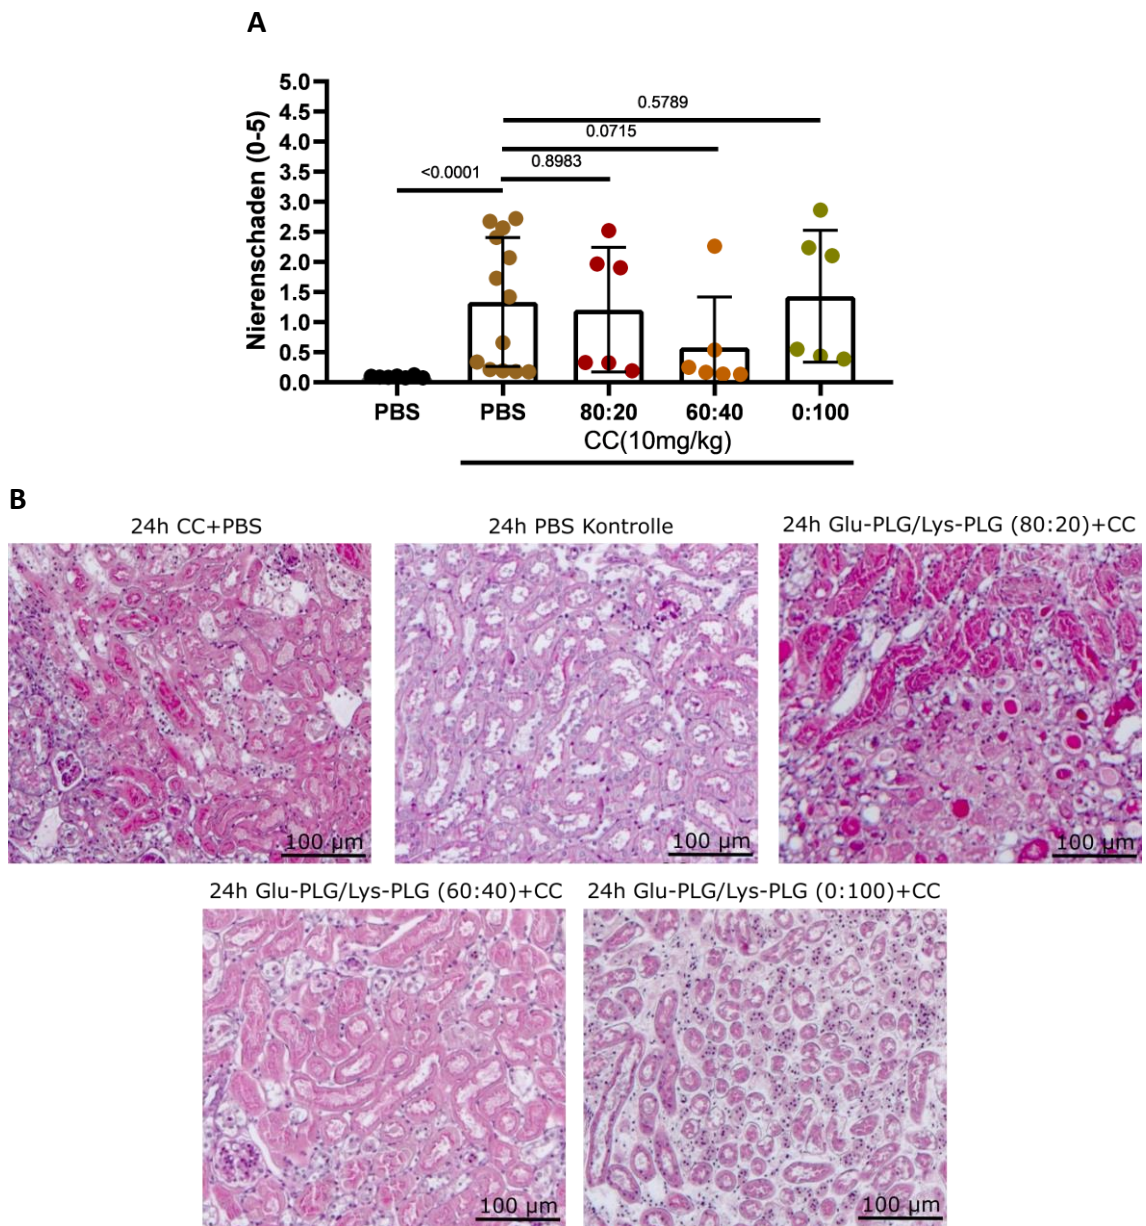 A
Nierenschaden (0-5)
5.0
4.5
4.0
3.5
3.0
2.5
2.0
1.5
1.0
0.5
0.0
0.5789
0.0715
0.8983
<0.0001
PBS PBS 80:20 60:40 0:100
CC(10mg/kg)
B
24h CC+PBS
24h PBS Kontrolle
24h Glu-PLG/Lys-PLG (80:20)+CC
100 µm
100 µm
100 µm
24h Glu-PLG/Lys-PLG (60:40)+CC
24h Glu-PLG/Lys-PLG (0:100)+CC
100 µm
100 µm